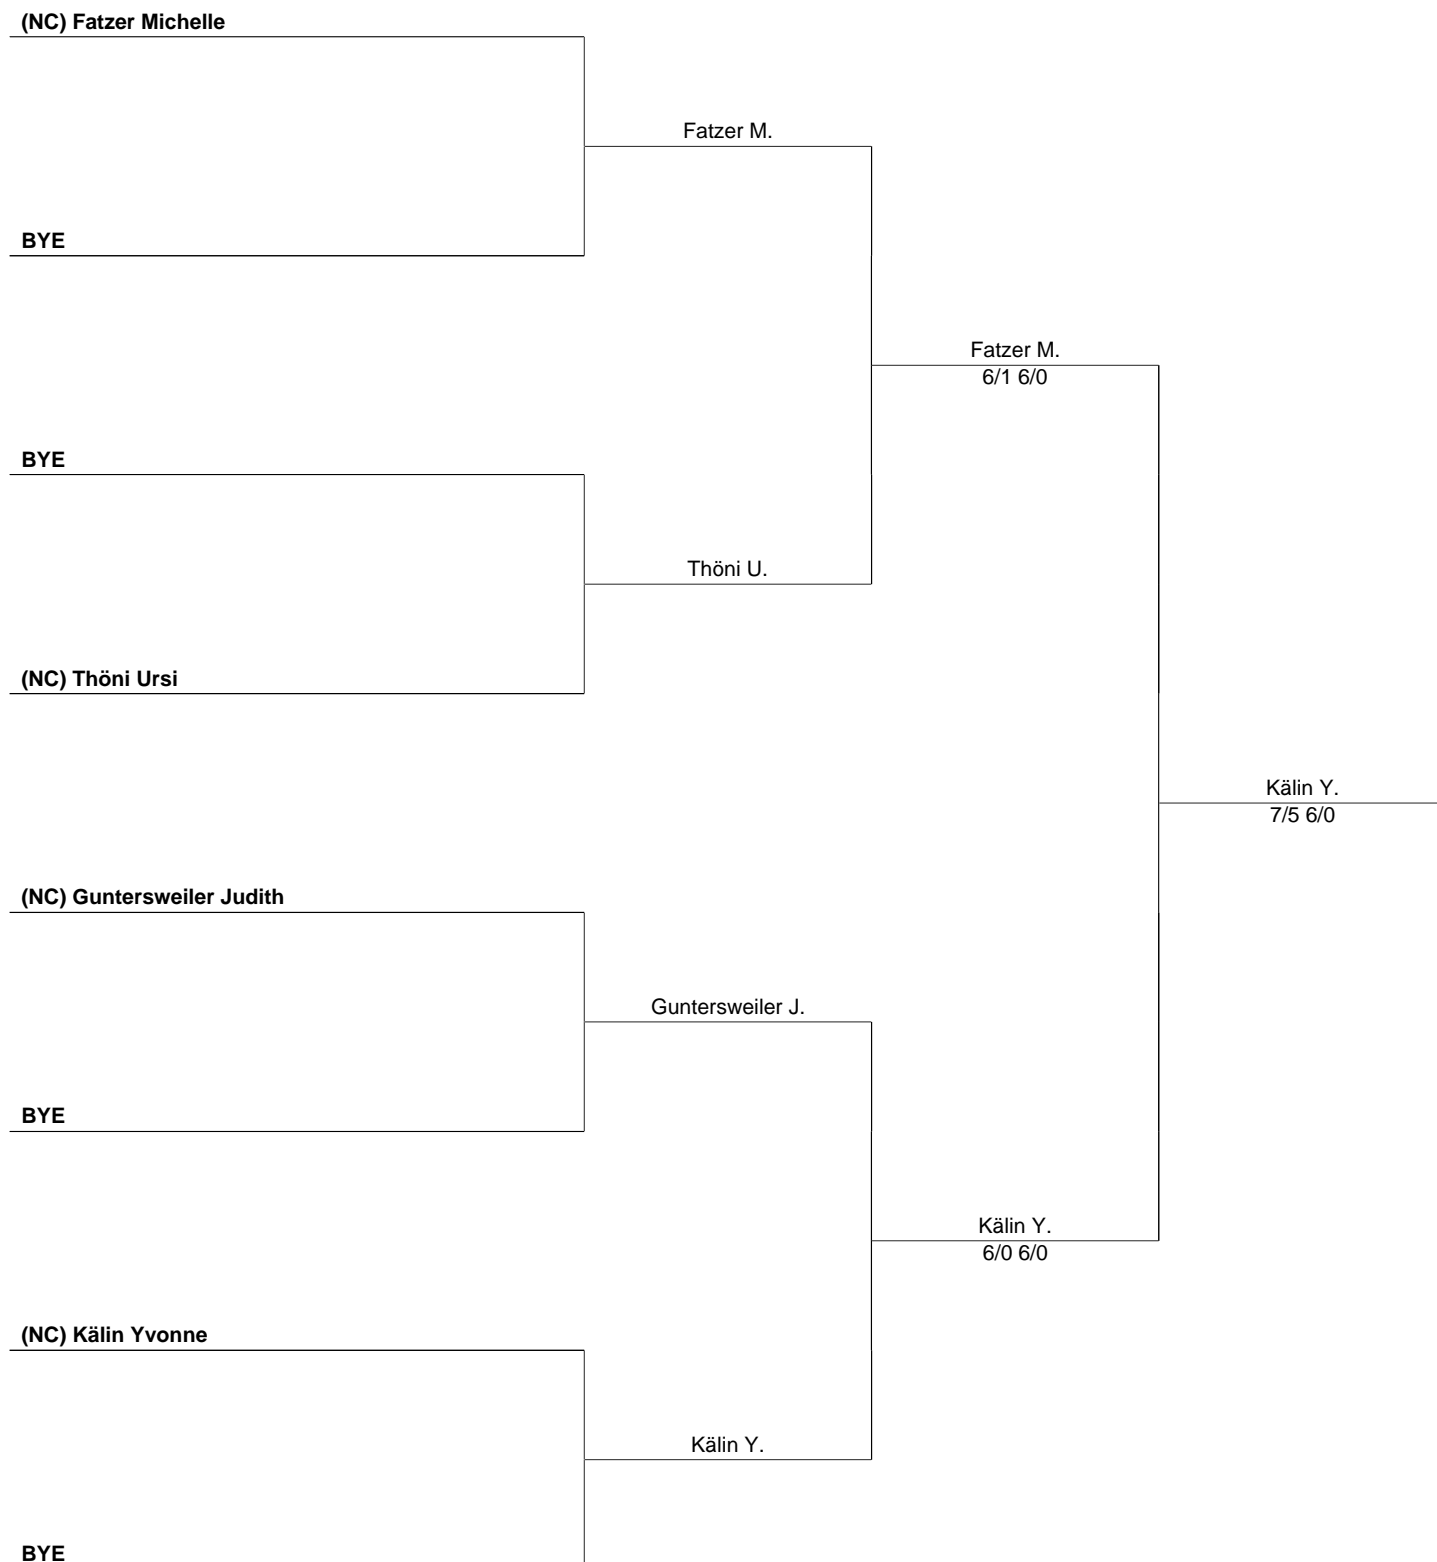 (NC) Fatzer Michelle
Fatzer M.
BYE
Fatzer M.
6/1 6/0
BYE
Thöni U.
(NC) Thöni Ursi
Kälin Y.
7/5 6/0
(NC) Guntersweiler Judith
Guntersweiler J.
BYE
Kälin Y.
6/0 6/0
(NC) Kälin Yvonne
Kälin Y.
BYE